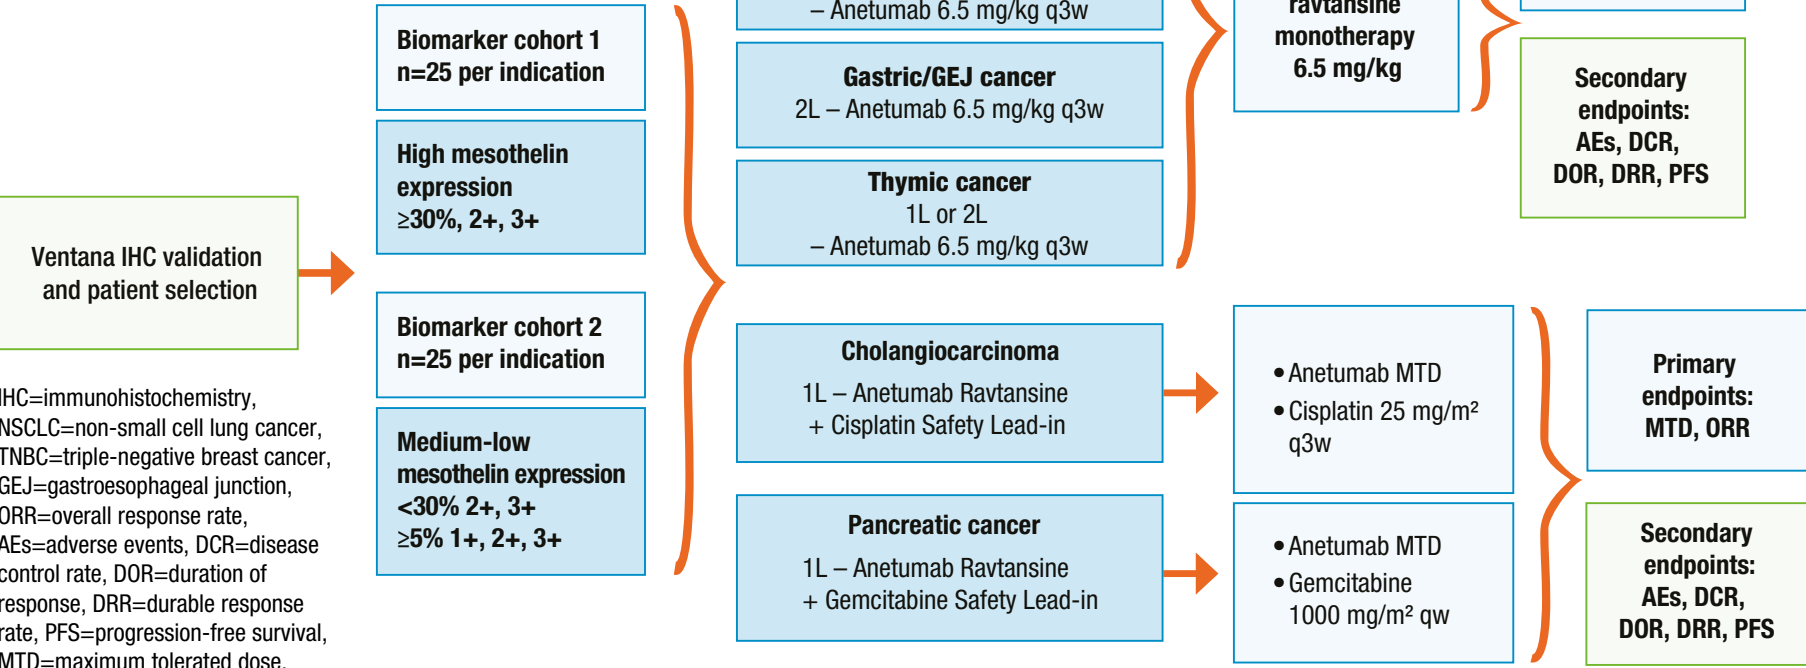 Ventana IHC validation
and patient selection
IHC=immunohistochemistry,
NSCLC=non-small cell lung cancer,
TNBC=triple-negative breast cancer,
GEJ=gastroesophageal junction,
ORR=overall response rate,
AEs=adverse events, DCR=disease
control rate, DOR=duration of
response, DRR=durable response
rate, PFS=progression-free survival,
MTD=maximum tolerated dose.
Biomarker cohort 1
n=25 per indication
High mesothelin
expression
≥30%, 2+, 3+
Biomarker cohort 2
n=25 per indication
Medium-low
mesothelin expression
<30% 2+, 3+
≥5% 1+, 2+, 3+
– Anetumab 6.5 mg/kg q3w
Gastric/GEJ cancer
2L – Anetumab 6.5 mg/kg q3w
Thymic cancer
1L or 2L
– Anetumab 6.5 mg/kg q3w
ravtansine
monotherapy
6.5 mg/kg
Secondary
endpoints:
AEs, DCR,
DOR, DRR, PFS
Cholangiocarcinoma
1L – Anetumab Ravtansine
+ Cisplatin Safety Lead-in
• Anetumab MTD
• Cisplatin 25 mg/m²
q3w
Primary
endpoints:
MTD, ORR
Pancreatic cancer
1L – Anetumab Ravtansine
+ Gemcitabine Safety Lead-in
• Anetumab MTD
• Gemcitabine
1000 mg/m² qw
Secondary
endpoints:
AEs, DCR,
DOR, DRR, PFS